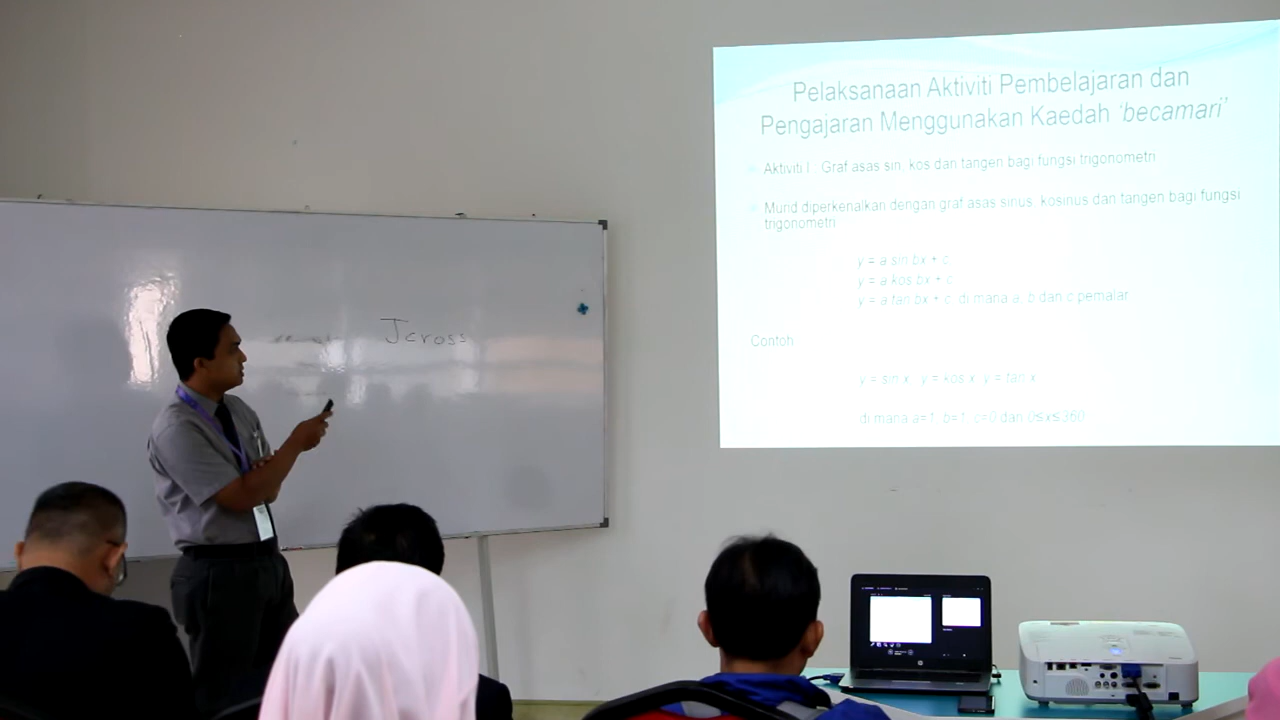 Jcross
Pelaksanaan Aktiviti Pembelajaran dan
Pengajaran Menggunakan Kaedah 'becamari'
Aktiviti I : Graf asas sin, kos dan tangen bagi fungsi trigonometri
Murid diperkenalkan dengan graf asas sinus, kosinus dan tangen bagi fungsi
trigonometri
y = a sin bx + c
y = a kos bx + c
y = a tan bx + c, di mana a, b dan c pemalar.
Contoh
y = sin x, y = kos x, y = tan x
di mana a=1, b=1, c=0 dan 0≤x≤360